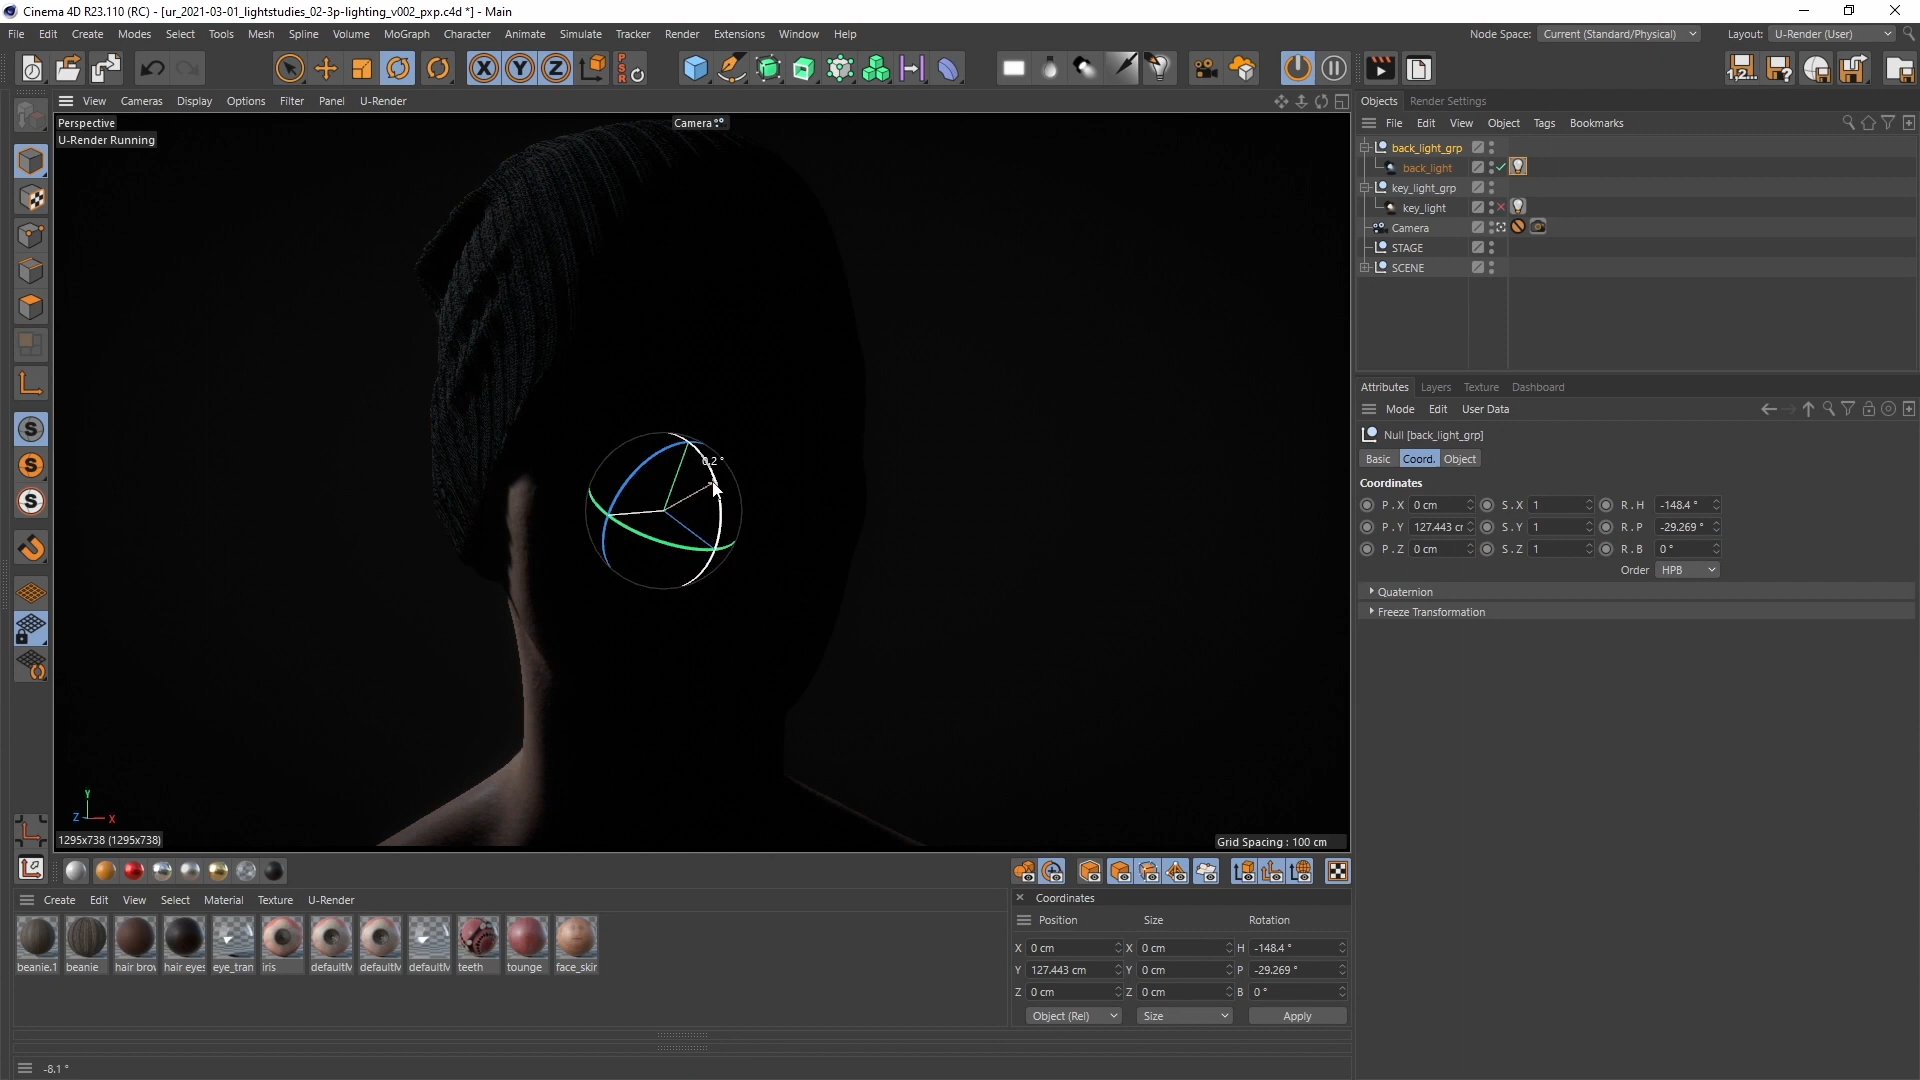 Cinema 4D R23.110 (RC) - [ur_2021-03-01_lightstudies_02-3p-lighting_v002_pxp.c4d *] - Main
File Edit Create Modes Select Tools Mesh Spline Volume MoGraph Character Animate Simulate Tracker Render Extensions Window Help Node Space: Current (Standard/Physical) Layout: U-Render (User)
X Y Z PSR
View Cameras Display Options Filter Panel U-Render
Perspective
Camera
U-Render Running
0.2 °
Y
Z X
1295x738 (1295x738)
Grid Spacing : 100 cm
Objects Render Settings
File Edit View Object Tags Bookmarks
back_light_grp
back_light
key_light_grp
key_light
Camera
STAGE
SCENE
Attributes Layers Texture Dashboard
Mode Edit User Data
Null [back_light_grp]
Basic Coord. Object
Coordinates
P . X 0 cm S . X 1 R . H -148.4 °
P . Y 127.443 cr S . Y 1 R . P -29.269 °
P . Z 0 cm S . Z 1 R . B 0 °
Order HPB
Quaternion
Freeze Transformation
Create Edit View Select Material Texture U-Render
beanie.1 beanie hair brov hair eyes eye_tran iris defaultM defaultM defaultM teeth tounge face_skir
Coordinates
Position Size Rotation
X 0 cm X 0 cm H -148.4 °
Y 127.443 cm Y 0 cm P -29.269 °
Z 0 cm Z 0 cm B 0 °
Object (Rel) Size Apply
-8.1 °